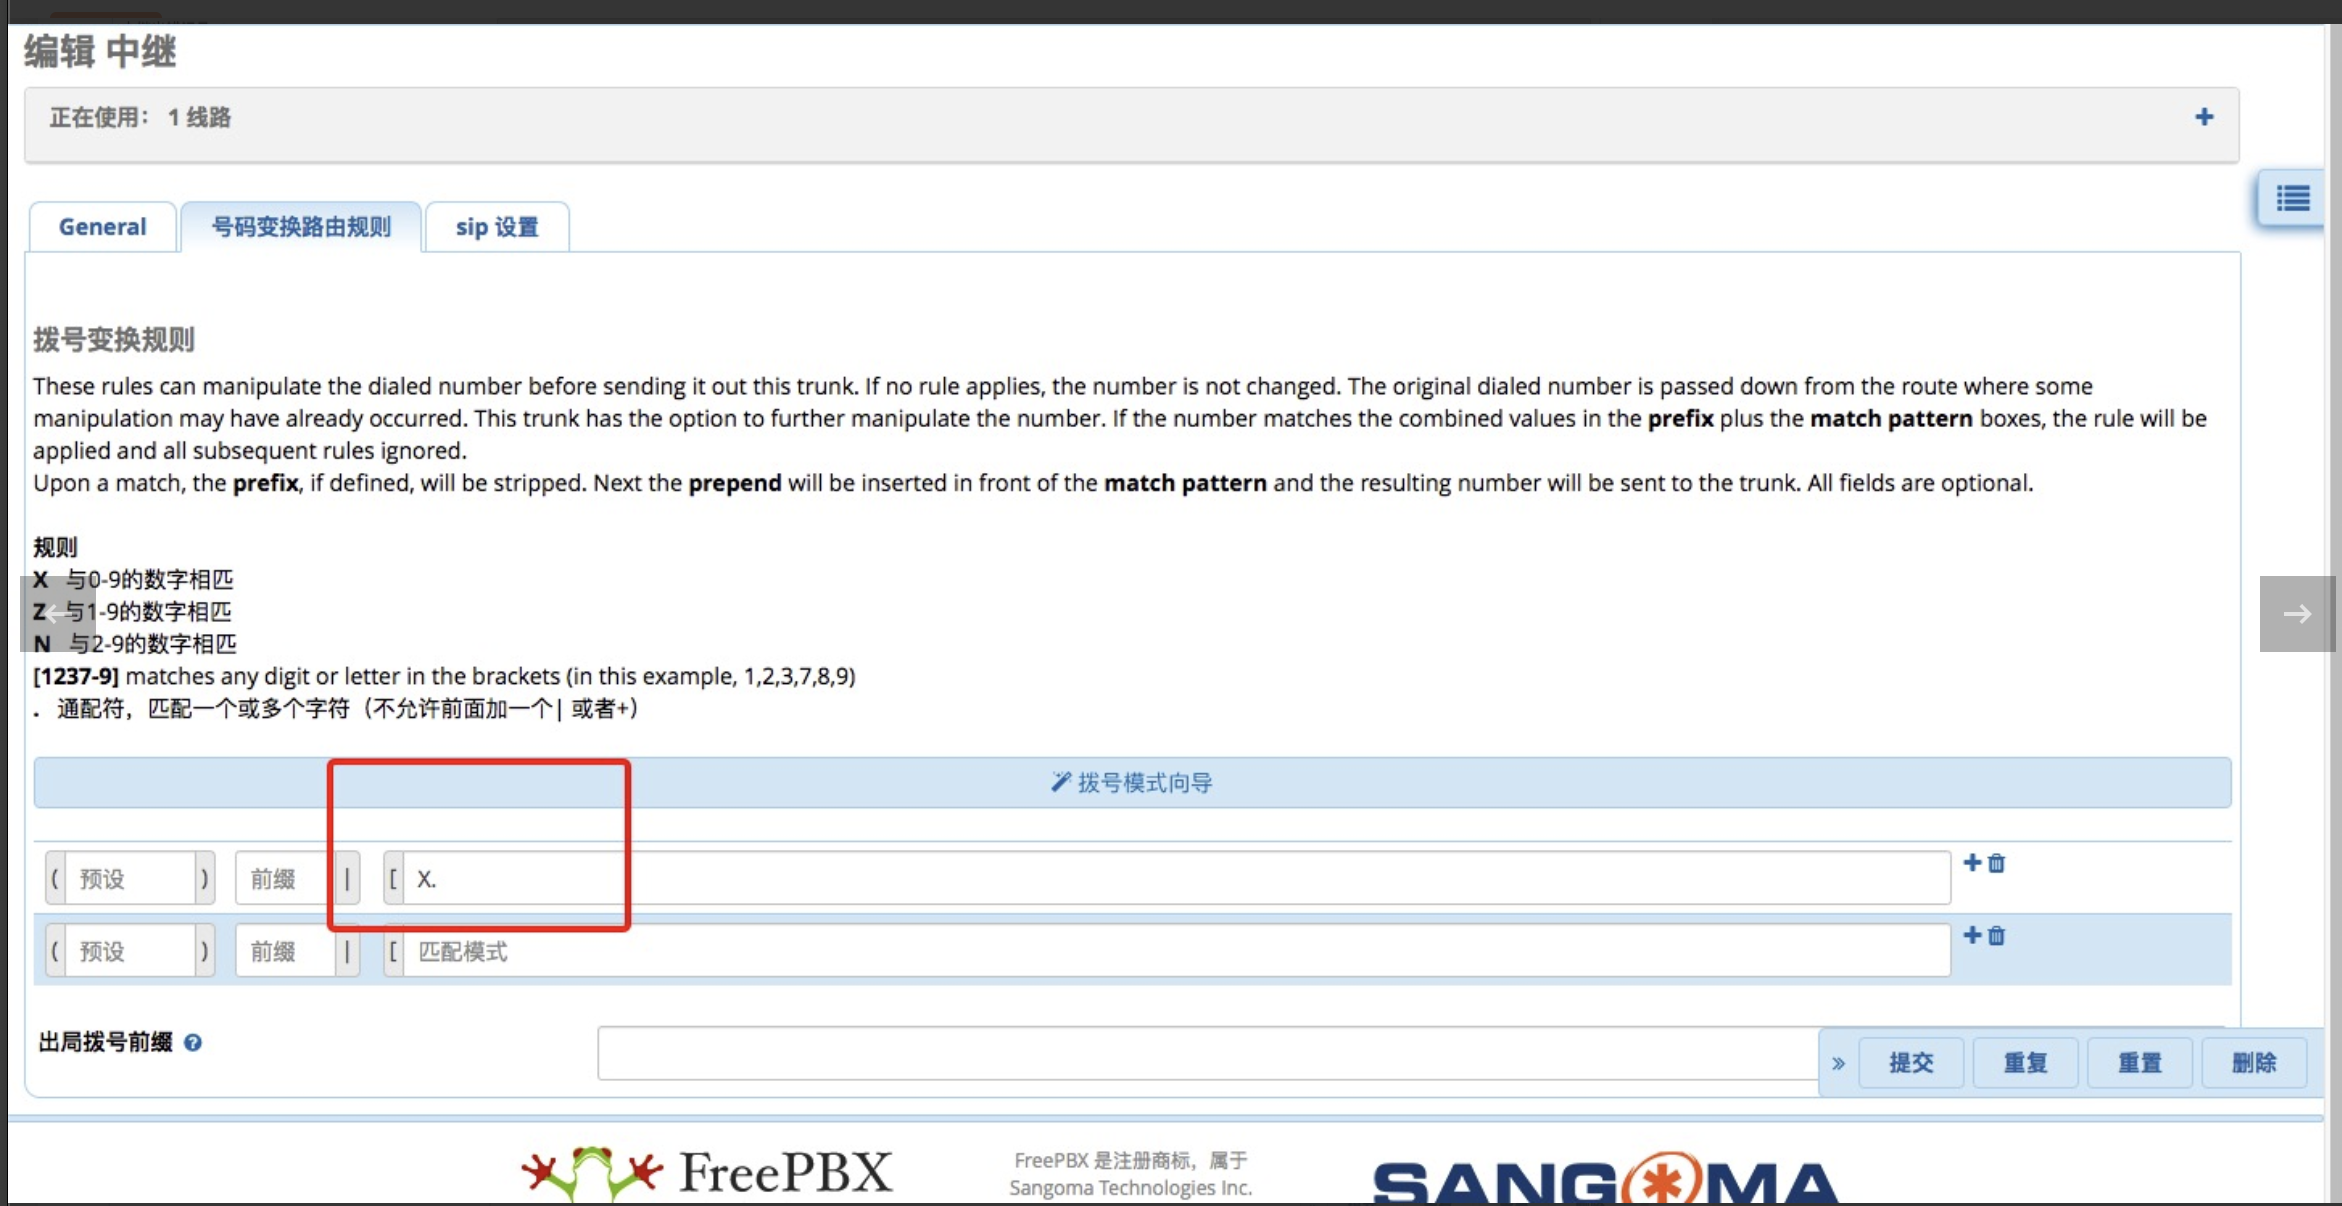 编辑 中继
正在使用： 1 线路
General 号码变换路由规则 sip 设置
拨号变换规则
These rules can manipulate the dialed number before sending it out this trunk. If no rule applies, the number is not changed. The original dialed number is passed down from the route where some
manipulation may have already occurred. This trunk has the option to further manipulate the number. If the number matches the combined values in the prefix plus the match pattern boxes, the rule will be
applied and all subsequent rules ignored.
Upon a match, the prefix, if defined, will be stripped. Next the prepend will be inserted in front of the match pattern and the resulting number will be sent to the trunk. All fields are optional.
规则
X 与0-9的数字相匹
Z 与1-9的数字相匹
N 与2-9的数字相匹
[1237-9] matches any digit or letter in the brackets (in this example, 1,2,3,7,8,9)
. 通配符，匹配一个或多个字符（不允许前面加一个| 或者+）
拨号模式向导
( 预设 ) 前缀 | [ X.
( 预设 ) 前缀 | [ 匹配模式
出局拨号前缀 ?
» 提交 重复 重置 删除
FreePBX
FreePBX 是注册商标，属于
Sangoma Technologies Inc.
SANGOMA